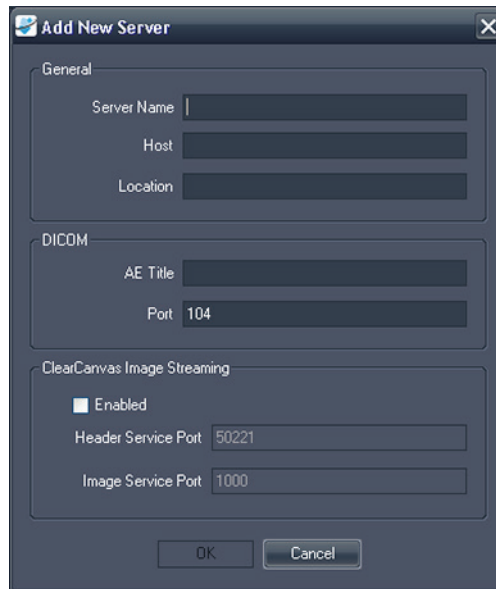 Add New Server
General
Server Name
Host
Location
DICOM
AE Title
Port 104
ClearCanvas Image Streaming
Enabled
Header Service Port 50221
Image Service Port 1000
OK Cancel